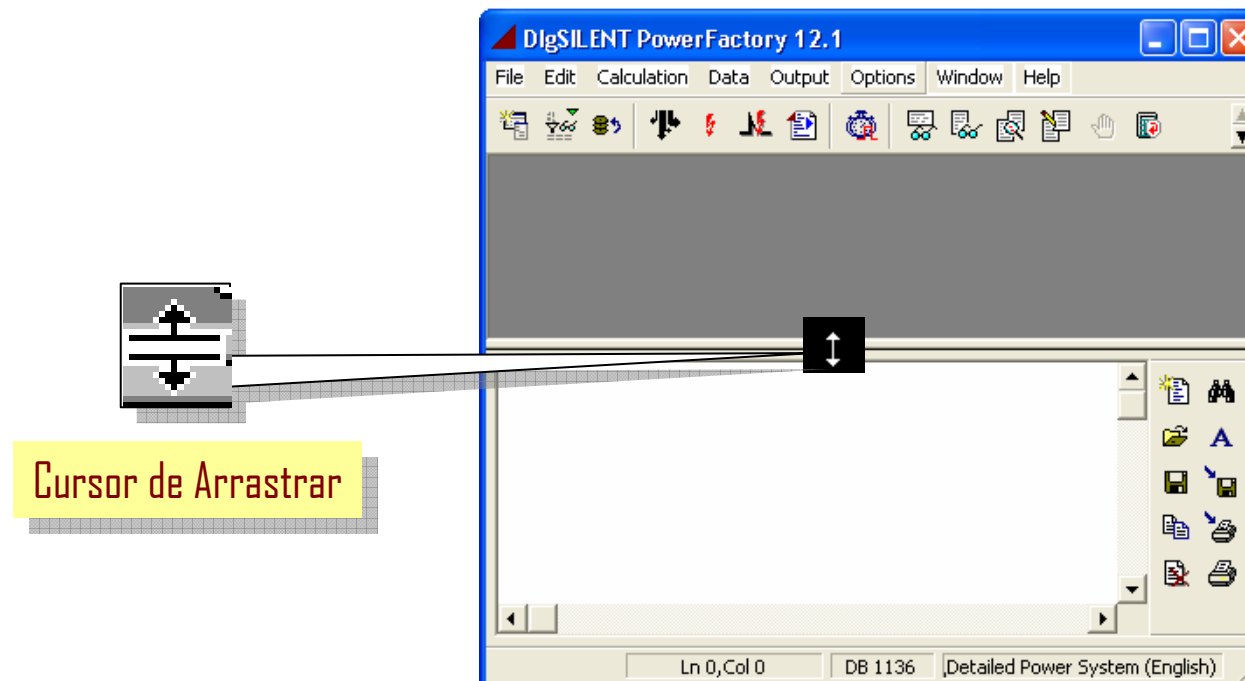 DIgSILENT PowerFactory 12.1
File Edit Calculation Data Output Options Window Help
Cursor de Arrastrar
Ln 0,Col 0 DB 1136 Detailed Power System (English)